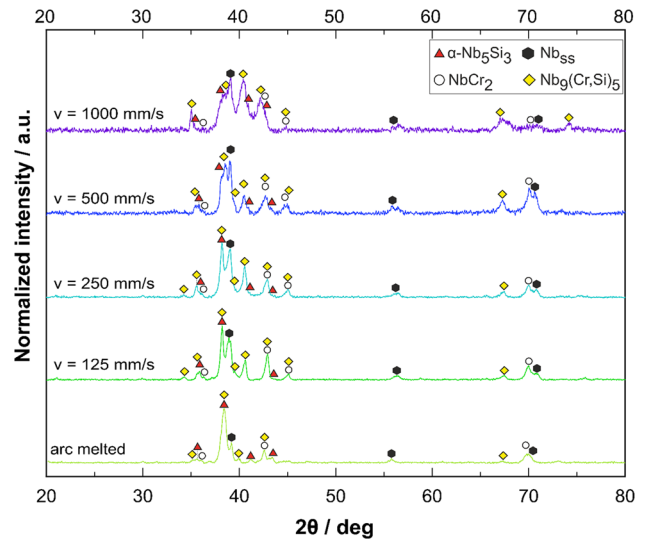 20 30 40 50 60 70 80
α-Nb5Si3 Nbss
NbCr2 Nb9(Cr,Si)5
v = 1000 mm/s
v = 500 mm/s
v = 250 mm/s
v = 125 mm/s
arc melted
Normalized intensity / a.u.
20 30 40 50 60 70 80
2θ / deg